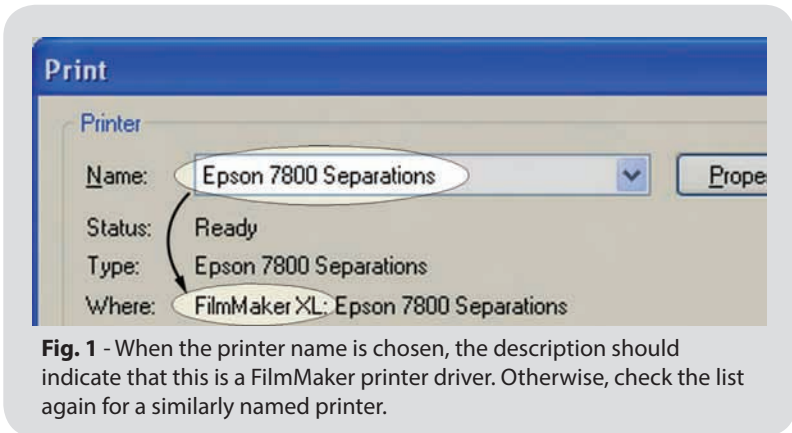 Print
Printer
Name: Epson 7800 Separations
Status: Ready
Type: Epson 7800 Separations
Where: FilmMaker XL: Epson 7800 Separations
Fig. 1 - When the printer name is chosen, the description should
indicate that this is a FilmMaker printer driver. Otherwise, check the list
again for a similarly named printer.